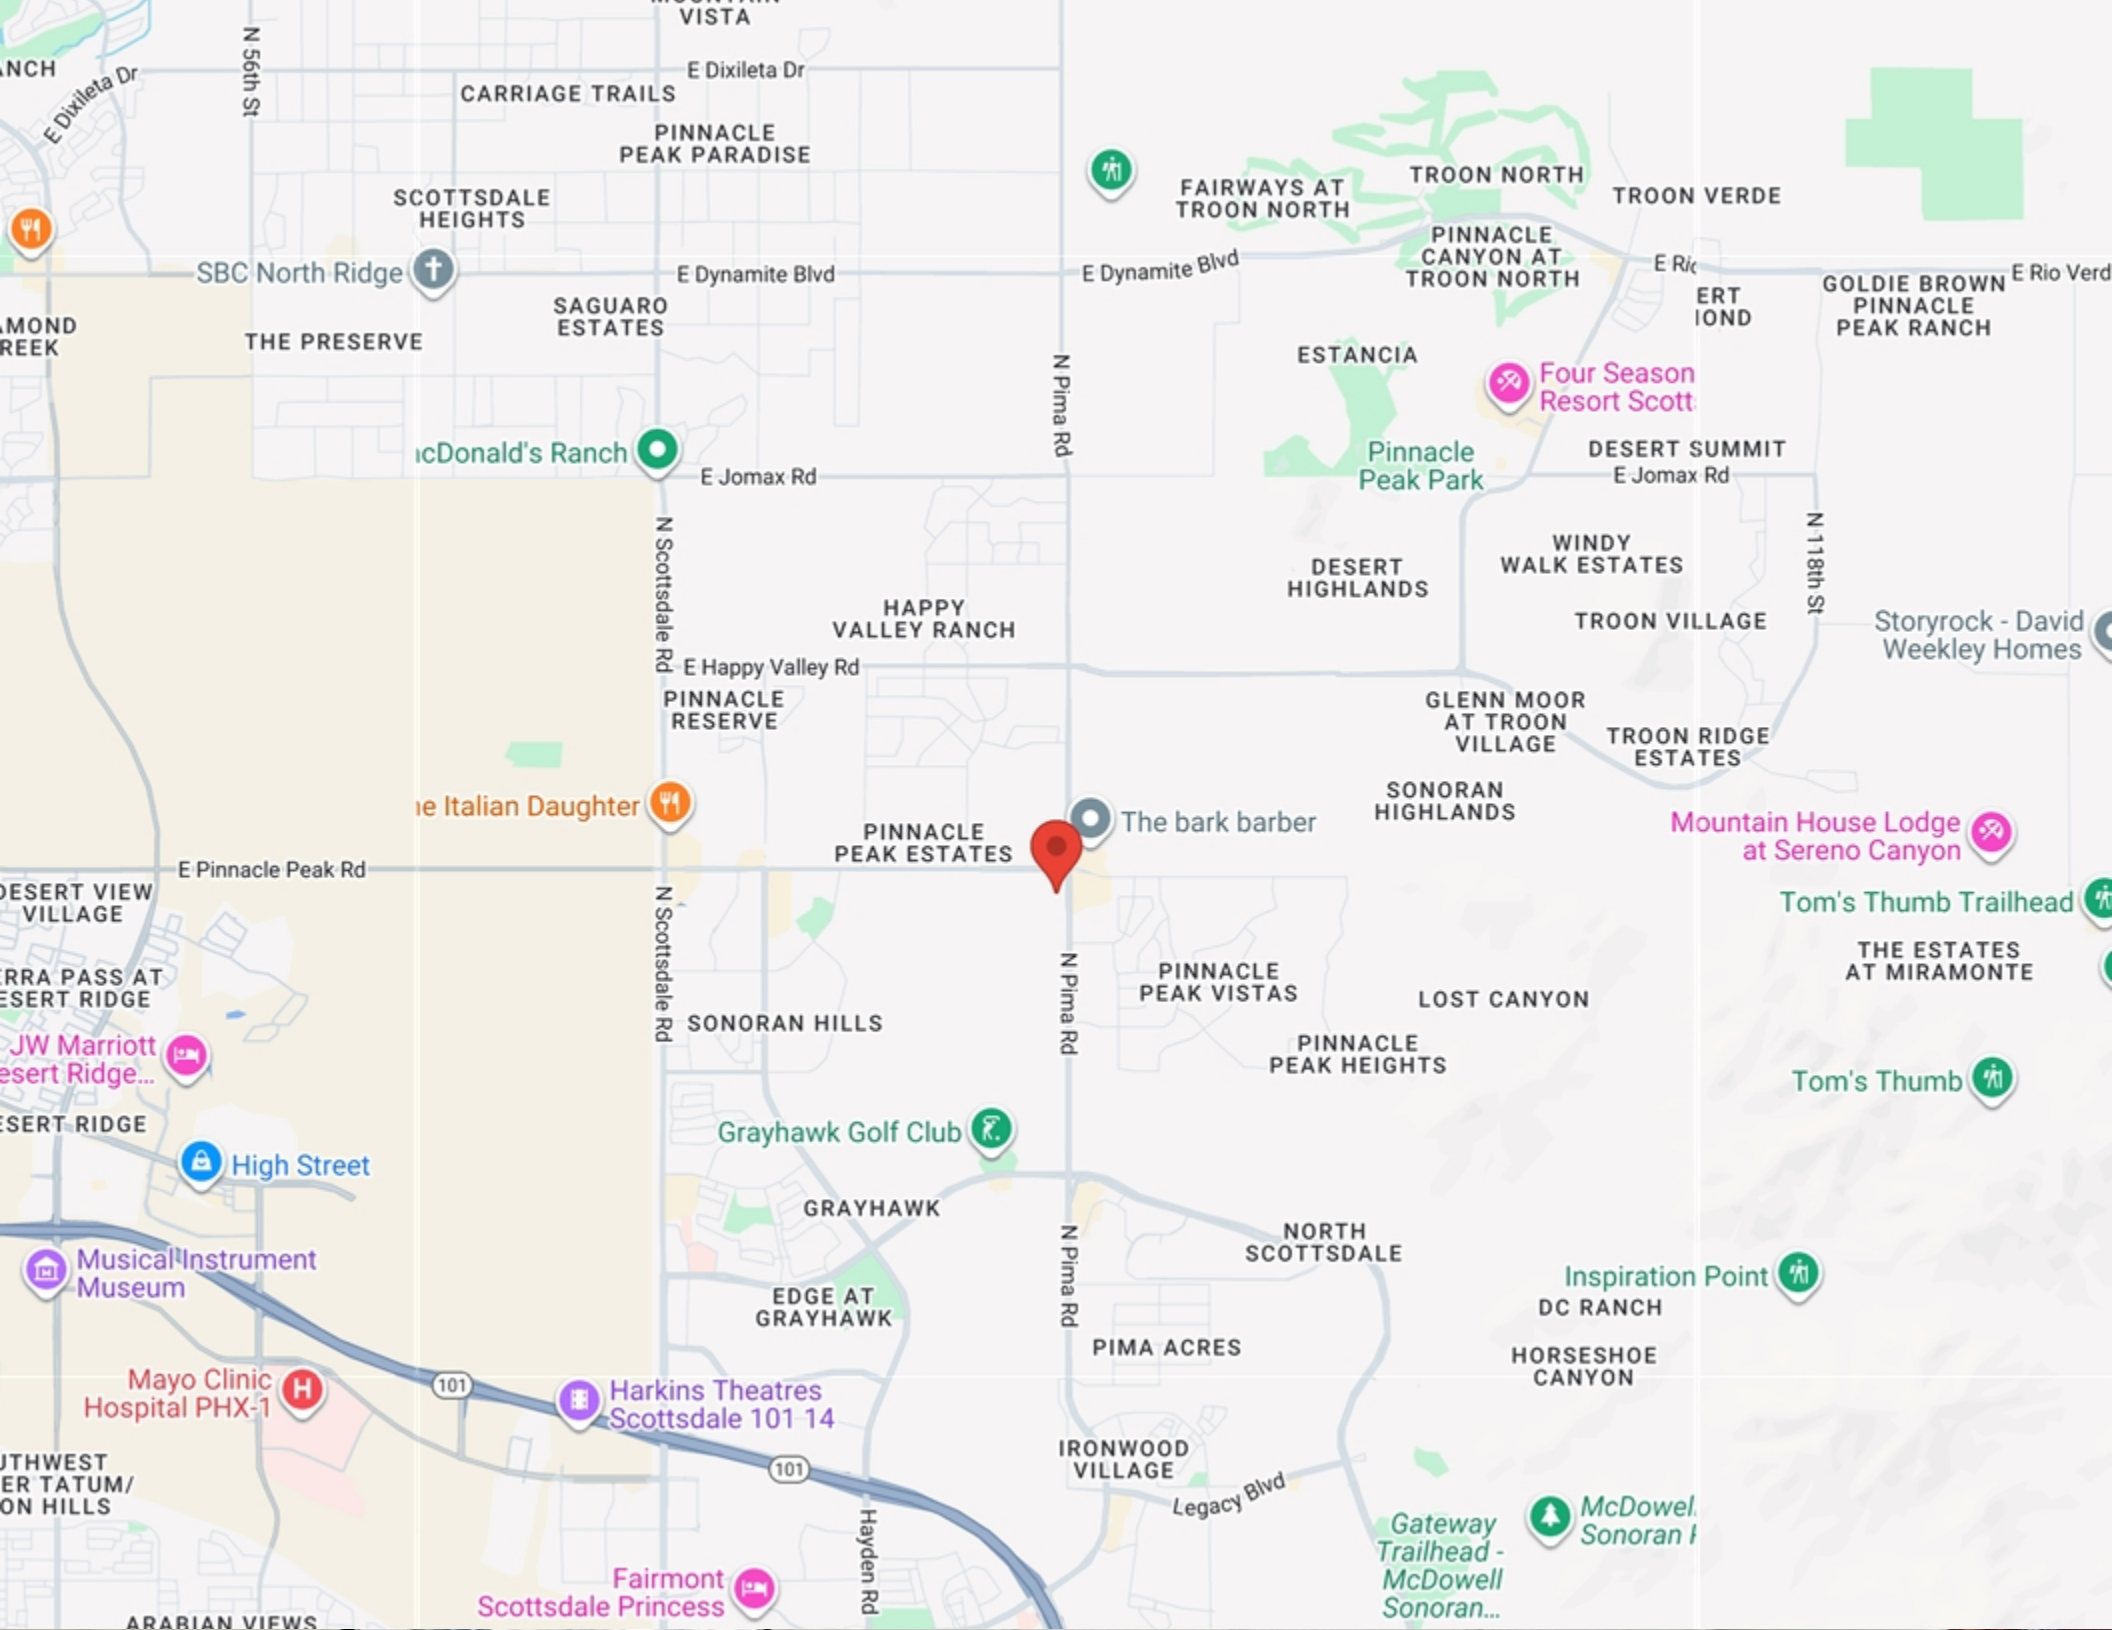 MOUNTAIN
VISTA
N 56th St
ANCH
E Dixileta Dr
E Dixileta Dr
CARRIAGE TRAILS
PINNACLE
PEAK PARADISE
SCOTTSDALE
HEIGHTS
FAIRWAYS AT
TROON NORTH
TROON NORTH
TROON VERDE
SBC North Ridge
E Dynamite Blvd
E Dynamite Blvd
PINNACLE
CANYON AT
TROON NORTH
E Ric
E Rio Verd
GOLDIE BROWN
PINNACLE
PEAK RANCH
ERT
IOND
SAGUARO
ESTATES
AMOND
REEK
THE PRESERVE
ESTANCIA
N Pima Rd
Four Season
Resort Scott
cDonald's Ranch
E Jomax Rd
Pinnacle
Peak Park
DESERT SUMMIT
E Jomax Rd
N Scottsdale Rd
N 118th St
DESERT
HIGHLANDS
WINDY
WALK ESTATES
HAPPY
VALLEY RANCH
TROON VILLAGE
Storyrock - David
Weekley Homes
E Happy Valley Rd
PINNACLE
RESERVE
GLENN MOOR
AT TROON
VILLAGE
TROON RIDGE
ESTATES
SONORAN
HIGHLANDS
e Italian Daughter
The bark barber
PINNACLE
PEAK ESTATES
Mountain House Lodge
at Sereno Canyon
E Pinnacle Peak Rd
DESERT VIEW
VILLAGE
N Scottsdale Rd
Tom's Thumb Trailhead
THE ESTATES
AT MIRAMONTE
ERRA PASS AT
ESERT RIDGE
N Pima Rd
PINNACLE
PEAK VISTAS
LOST CANYON
SONORAN HILLS
JW Marriott
esert Ridge...
PINNACLE
PEAK HEIGHTS
Tom's Thumb
ESERT RIDGE
Grayhawk Golf Club
High Street
GRAYHAWK
N Pima Rd
NORTH
SCOTTSDALE
Musical Instrument
Museum
Inspiration Point
DC RANCH
EDGE AT
GRAYHAWK
PIMA ACRES
HORSESHOE
CANYON
Mayo Clinic
Hospital PHX-1
101
Harkins Theatres
Scottsdale 101 14
101
IRONWOOD
VILLAGE
UTHWEST
ER TATUM/
ON HILLS
Legacy Blvd
Hayden Rd
Gateway
Trailhead -
McDowell
Sonoran...
McDowel
Sonoran
Fairmont
Scottsdale Princess
ARABIAN VIEWS